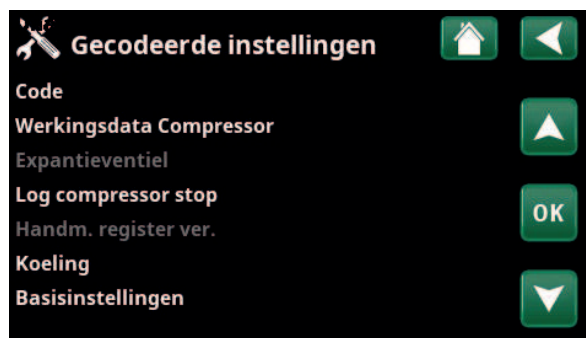 Gecodeerde instellingen
Code
Werkingsdata Compressor
Expantieventiel
Log compressor stop
OK
Handm. register ver.
Koeling
Basisinstellingen